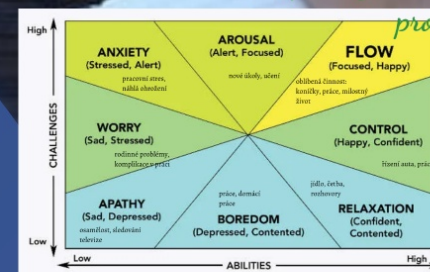 High
ANXIETY
(Stressed, Alert)
pracovní stres,
náhlá ohrožení
AROUSAL
(Alert, Focused)
nové úkoly, učení
FLOW
(Focused, Happy)
oblíbená činnost:
koníčky, práce, milostný
život
CHALLENGES
WORRY
(Sad, Stressed)
rodinné problémy,
komplikace v práci
CONTROL
(Happy, Confident)
řízení auta,
APATHY
(Sad, Depressed)
osamělost, sledování
televize
práce, domácí
práce
BOREDOM
(Depressed, Contented)
jídlo, četba,
rozhovory
RELAXATION
(Confident,
Contented)
Low
Low
ABILITIES
High